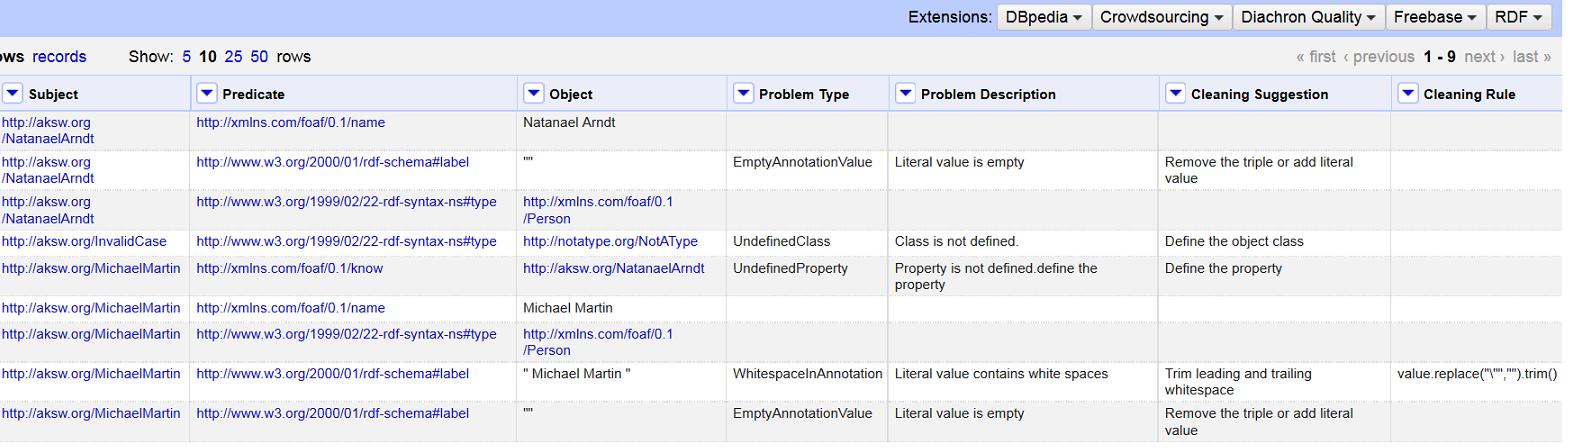 Extensions: DBpedia Crowdsourcing Diachron Quality Freebase RDF
ows records Show: 5 10 25 50 rows « first ‹ previous 1 - 9 next › last »
Subject Predicate Object Problem Type Problem Description Cleaning Suggestion Cleaning Rule
http://aksw.org http://xmlns.com/foaf/0.1/name Natanael Arndt
/NatanaelArndt
http://aksw.org http://www.w3.org/2000/01/rdf-schema#label "" EmptyAnnotationValue Literal value is empty Remove the triple or add literal
/NatanaelArndt value
http://aksw.org http://www.w3.org/1999/02/22-rdf-syntax-ns#type http://xmlns.com/foaf/0.1
/NatanaelArndt /Person
http://aksw.org/InvalidCase http://www.w3.org/1999/02/22-rdf-syntax-ns#type http://notatype.org/NotAType UndefinedClass Class is not defined. Define the object class
http://aksw.org/MichaelMartin http://xmlns.com/foaf/0.1/know http://aksw.org/NatanaelArndt UndefinedProperty Property is not defined.define the Define the property
property
http://aksw.org/MichaelMartin http://xmlns.com/foaf/0.1/name Michael Martin
http://aksw.org/MichaelMartin http://www.w3.org/1999/02/22-rdf-syntax-ns#type http://xmlns.com/foaf/0.1
/Person
http://aksw.org/MichaelMartin http://www.w3.org/2000/01/rdf-schema#label " Michael Martin " WhitespaceInAnnotation Literal value contains white spaces Trim leading and trailing value.replace("\"","").trim()
whitespace
http://aksw.org/MichaelMartin http://www.w3.org/2000/01/rdf-schema#label "" EmptyAnnotationValue Literal value is empty Remove the triple or add literal
value